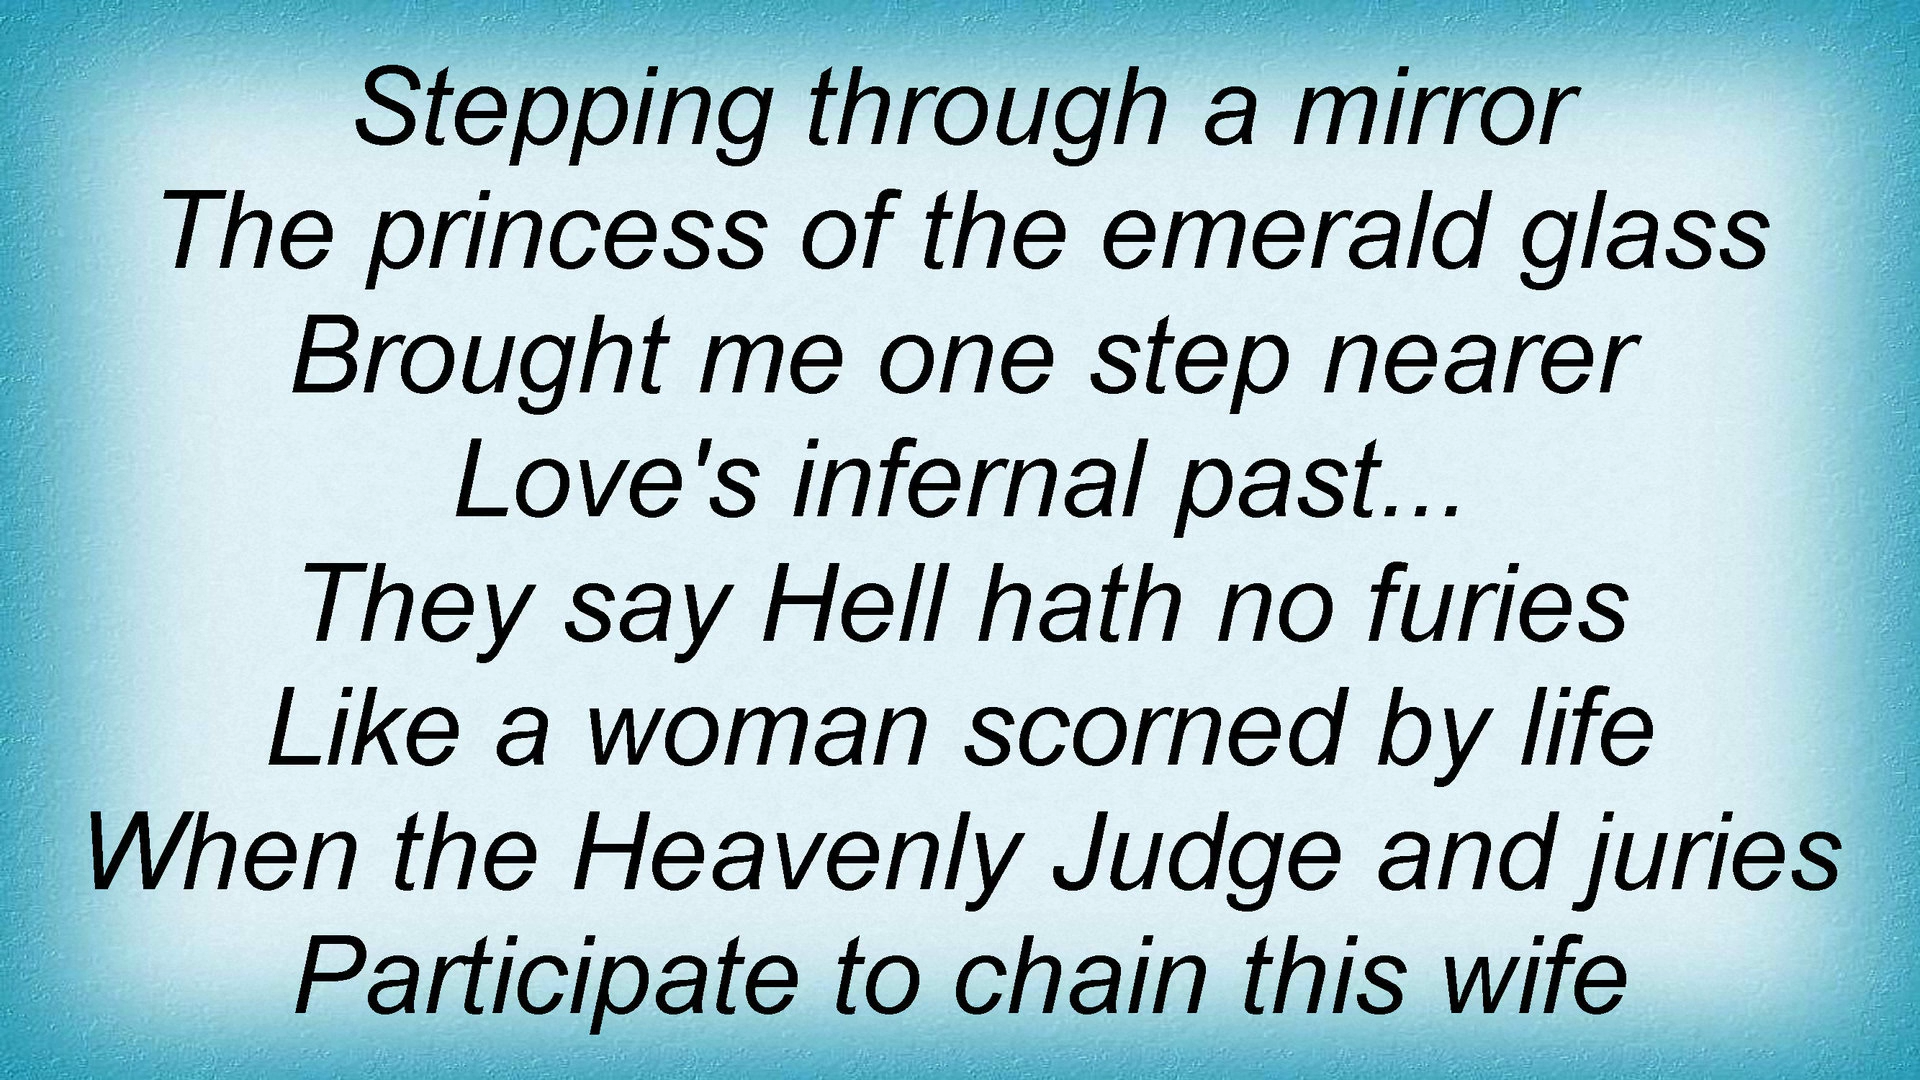 Stepping through a mirror
The princess of the emerald glass
Brought me one step nearer
Love's infernal past...
They say Hell hath no furies
Like a woman scorned by life
When the Heavenly Judge and juries
Participate to chain this wife